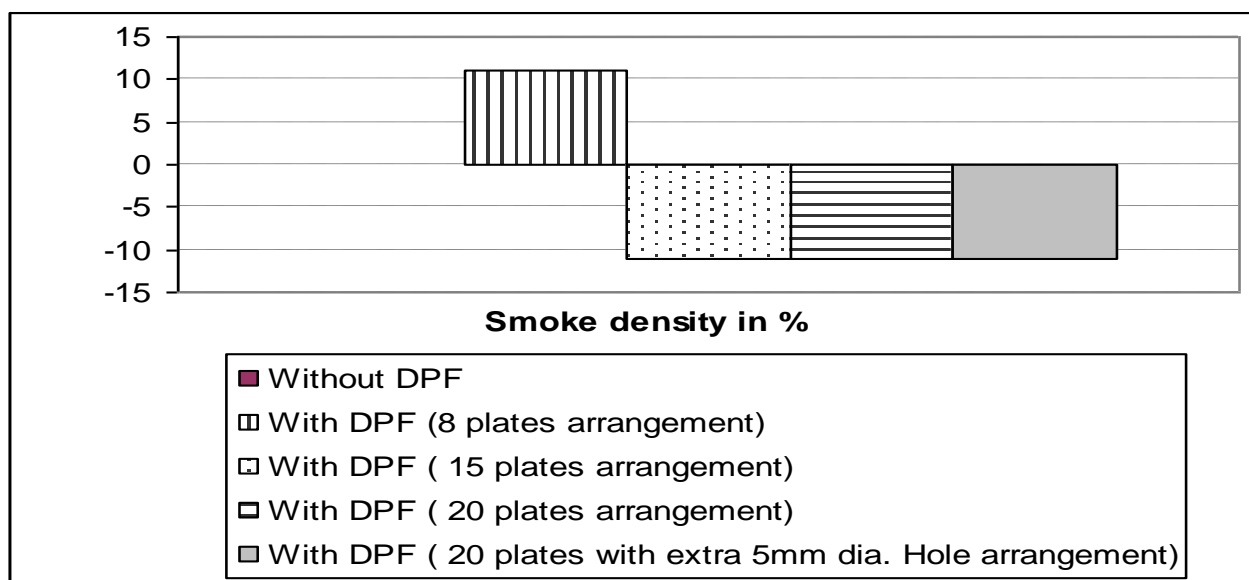 15
10
5
0
-5
-10
-15
Smoke density in %
Without DPF
With DPF (8 plates arrangement)
With DPF ( 15 plates arrangement)
With DPF ( 20 plates arrangement)
With DPF ( 20 plates with extra 5mm dia. Hole arrangement)